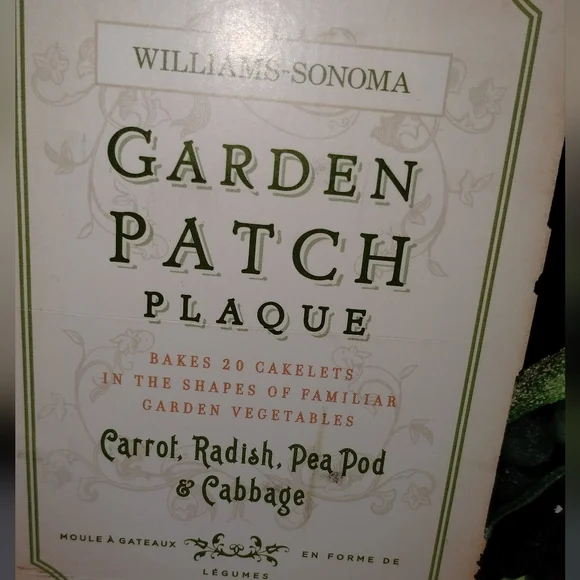 WILLIAMS-SONOMA
GARDEN
PATCH
PLAQUE
BAKES 20 CAKELETS
IN THE SHAPES OF FAMILIAR
GARDEN VEGETABLES
Carrot, Radish, Pea Pod
& Cabbage
MOULE À GATEAUX EN FORME DE
LÉGUMES